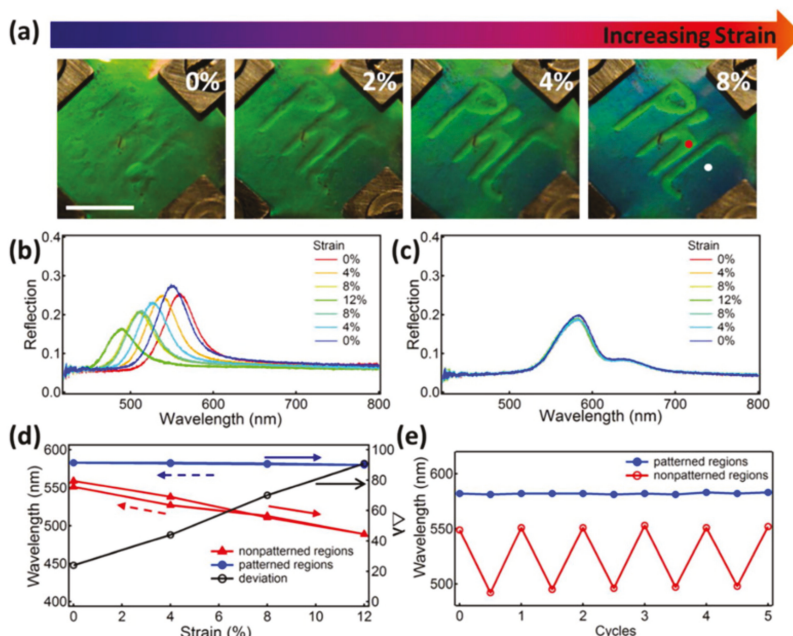 (a)
Increasing Strain
0% 2% 4% 8%
(b)
Reflection
0.4
0.3
0.2
0.1
0.0
Strain
0%
4%
8%
12%
8%
4%
0%
500 600 700 800
Wavelength (nm)
(c)
Reflection
0.4
0.3
0.2
0.1
0.0
Strain
0%
4%
8%
12%
8%
4%
0%
500 600 700 800
Wavelength (nm)
(d)
Wavelength (nm)
600
550
500
450
400
100
80
60
40
20
0
Δλ
nonpatterned regions
patterned regions
deviation
0 2 4 6 8 10 12
Strain (%)
(e)
Wavelength (nm)
600
550
500
patterned regions
nonpatterned regions
0 1 2 3 4 5
Cycles